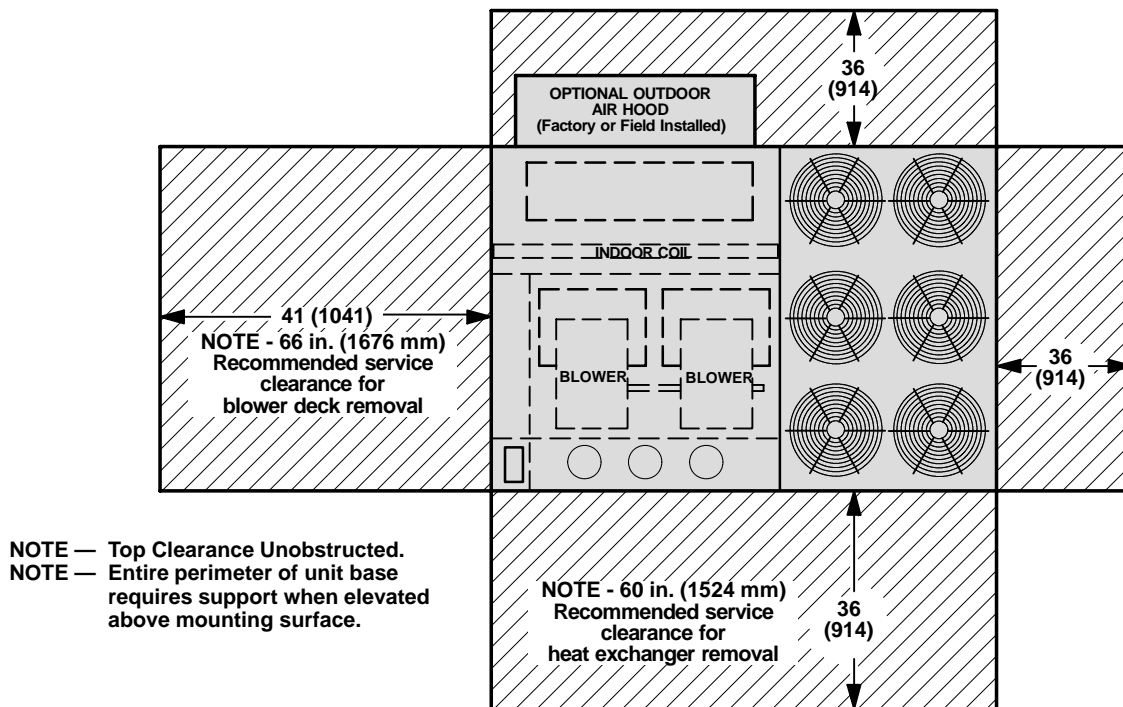 36
(914)
OPTIONAL OUTDOOR
AIR HOOD
(Factory or Field Installed)
INDOOR COIL
41 (1041)
NOTE - 66 in. (1676 mm)
Recommended service
clearance for
blower deck removal
BLOWER
BLOWER
36
(914)
NOTE — Top Clearance Unobstructed.
NOTE — Entire perimeter of unit base
requires support when elevated
above mounting surface.
NOTE - 60 in. (1524 mm)
Recommended service
clearance for
heat exchanger removal
36
(914)